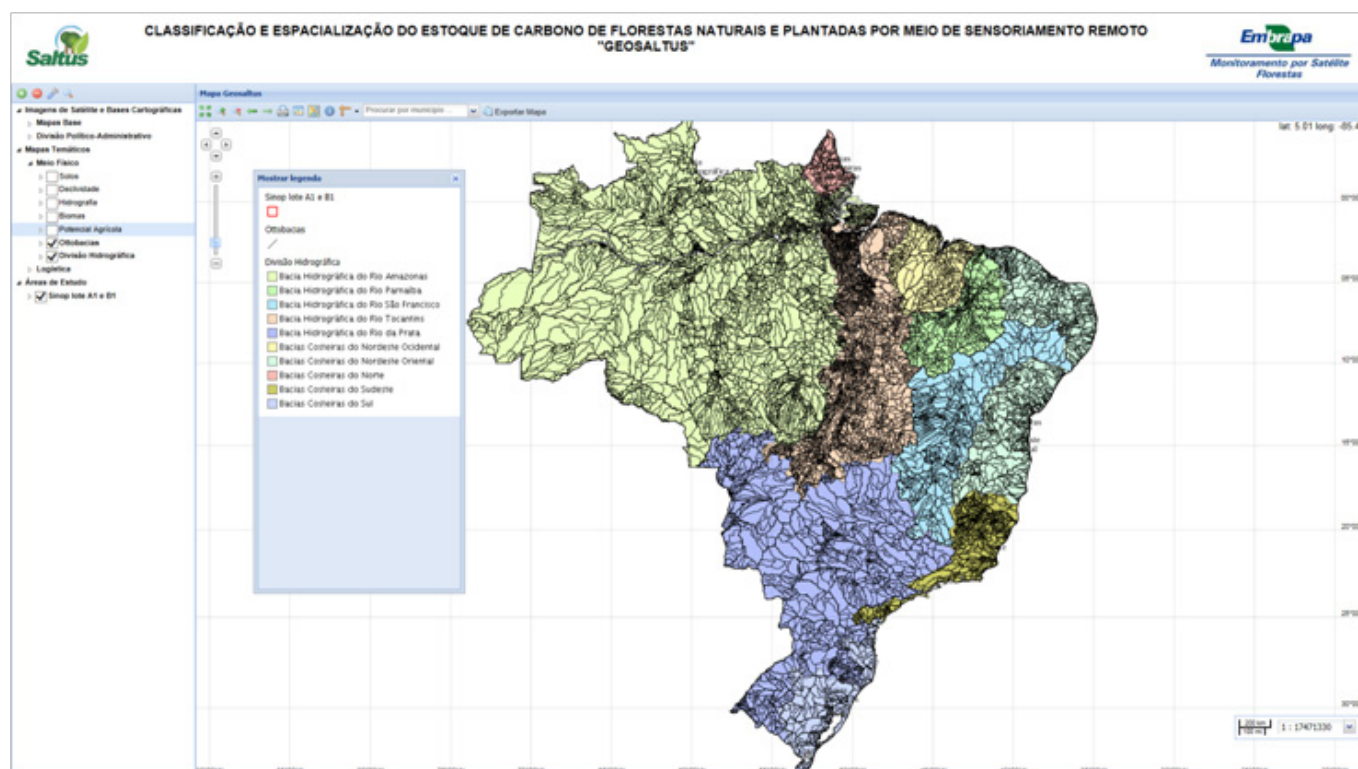 CLASSIFICAÇÃO E ESPACIALIZAÇÃO DO ESTOQUE DE CARBONO DE FLORESTAS NATURAIS E PLANTADAS POR MEIO DE SENSORIAMENTO REMOTO
"GEOSALTUS"
Saltus
Embrapa
Monitoramento por Satélite
Florestas
Imagens de Satélite e Bases Cartográficas
Mapas Base
Divisão Político-Administrativo
Mapas Temáticos
Meio Físico
Solos
Declividade
Hidrografia
Biomas
Potencial Agrícola
Ottobacias
Divisão Hidrográfica
Logística
Áreas de Estudo
Sinop lote A1 e B1
Mapa Geosaltus
Procurar por município...
Exportar Mapa
lat: 5.01 long: -85.4
Mostrar legenda
Sinop lote A1 e B1
Ottobacias
Divisão Hidrográfica
Bacia Hidrográfica do Rio Amazonas
Bacia Hidrográfica do Rio Parnaíba
Bacia Hidrográfica do Rio São Francisco
Bacia Hidrográfica do Rio Tocantins
Bacia Hidrográfica do Rio da Prata
Bacias Costeiras do Nordeste Ocidental
Bacias Costeiras do Nordeste Oriental
Bacias Costeiras do Norte
Bacias Costeiras do Sudeste
Bacias Costeiras do Sul
200 km
100 mi
1 : 17471330